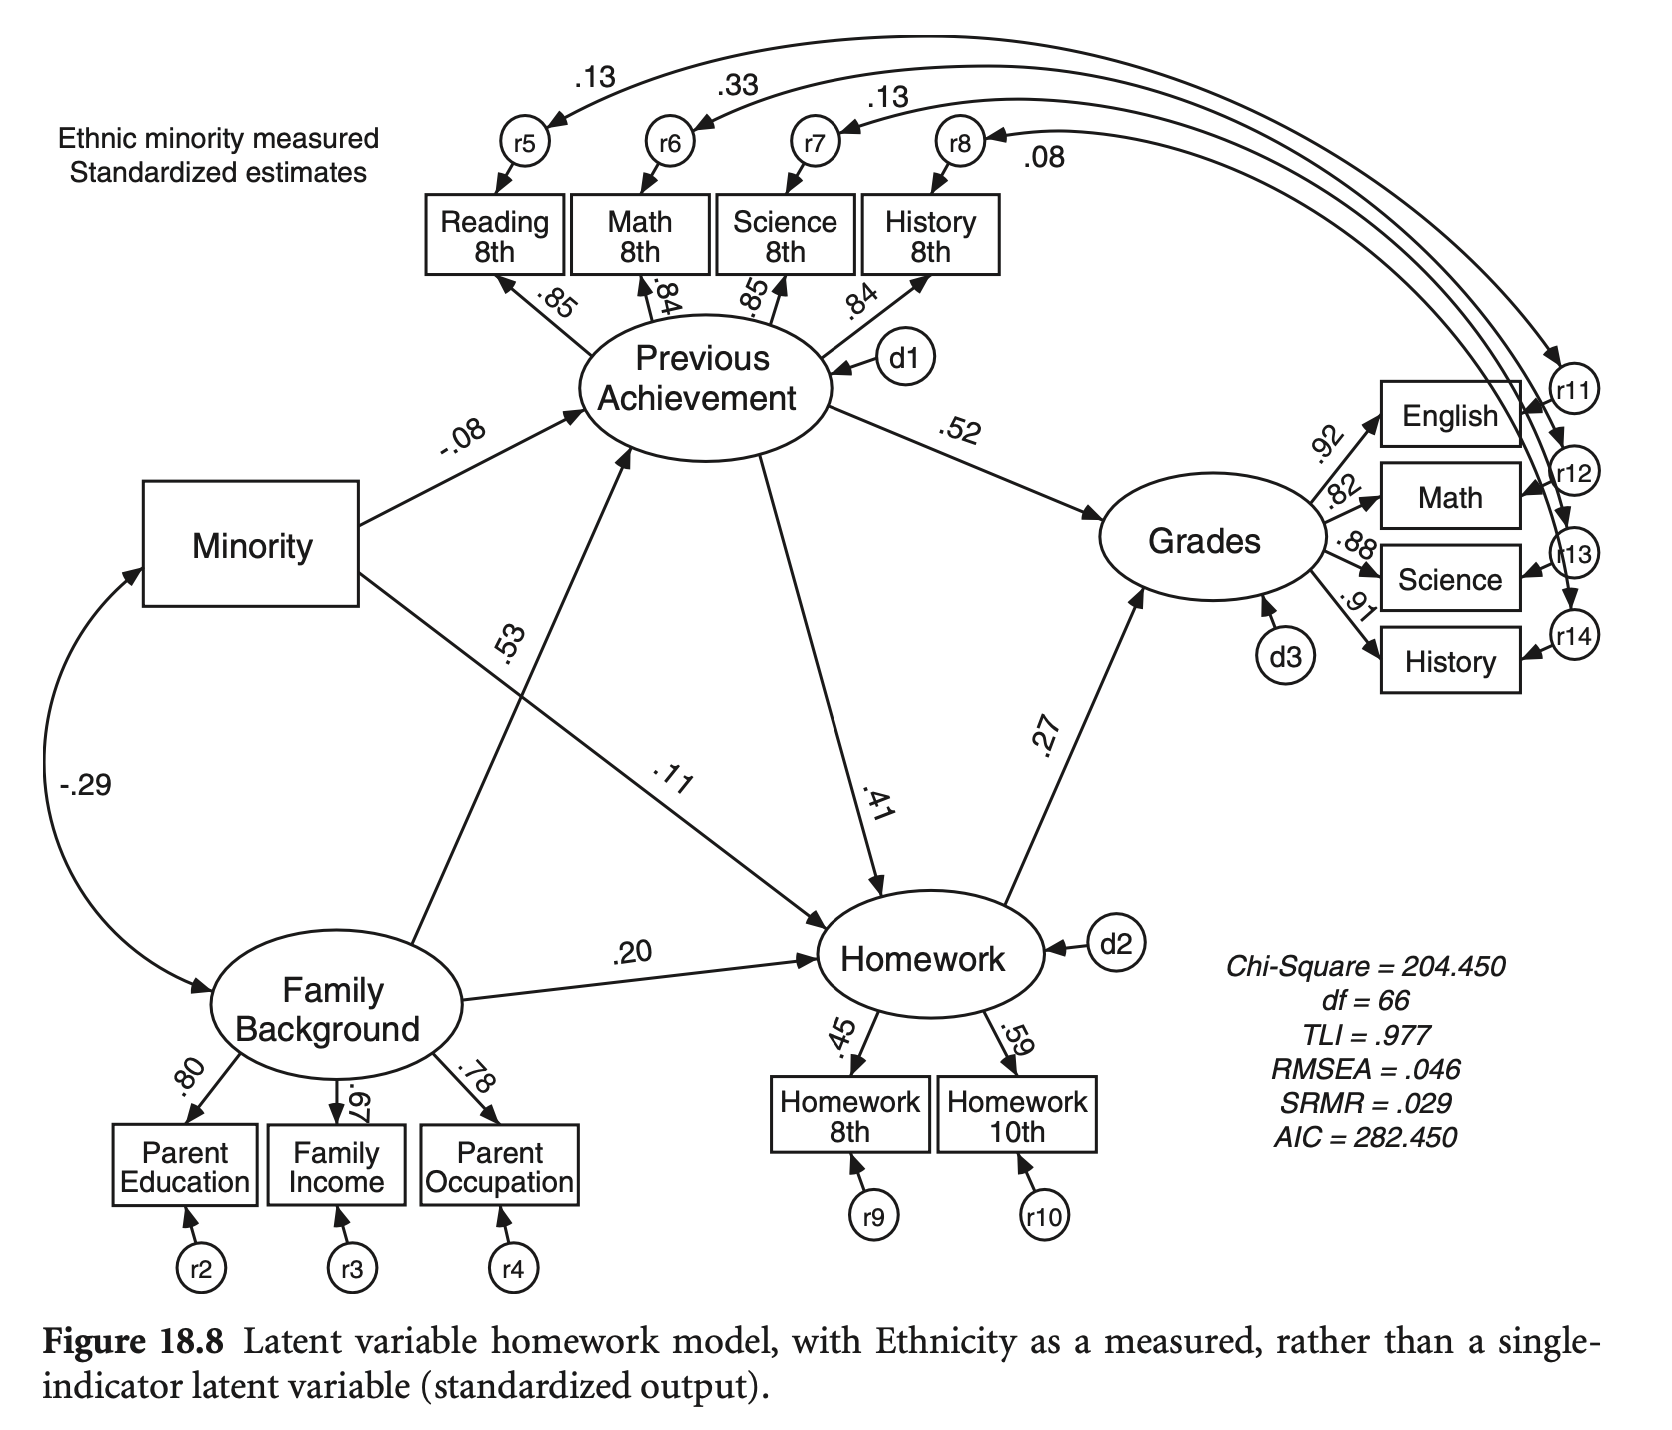 .13
.33
.13
.08
Ethnic minority measured
Standardized estimates
r5
r6
r7
r8
Reading
8th
Math
8th
Science
8th
History
8th
.85
.84
.85
.84
Previous
Achievement
d1
-.08
.52
Minority
.53
.11
.41
-.29
Grades
.92
.82
.88
.91
English
Math
Science
History
r11
r12
r13
r14
d3
.27
Family
Background
.20
Homework
d2
.80
.67
.78
Parent
Education
Family
Income
Parent
Occupation
r2
r3
r4
.45
.59
Homework
8th
Homework
10th
r9
r10
Chi-Square = 204.450
df = 66
TLI = .977
RMSEA = .046
SRMR = .029
AIC = 282.450
Figure 18.8 Latent variable homework model, with Ethnicity as a measured, rather than a single-
indicator latent variable (standardized output).